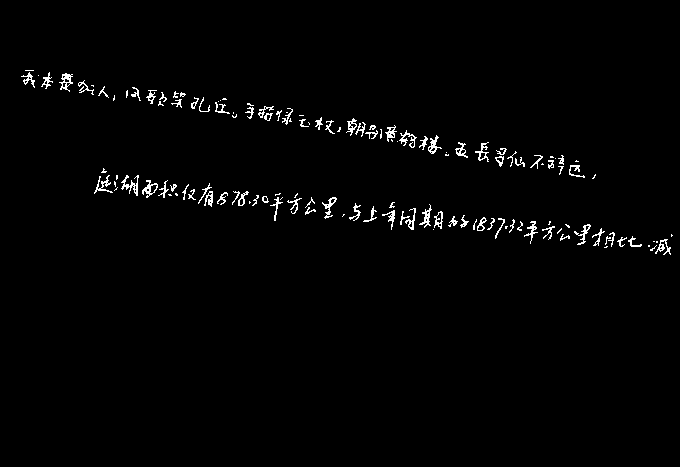 我本楚狂人，凤歌笑孔丘。手持绿玉杖，朝别黄鹤楼。五岳寻仙不辞远，
庭湖面积仅有878.30平方公里，与上年同期的1837.32平方公里相比，减